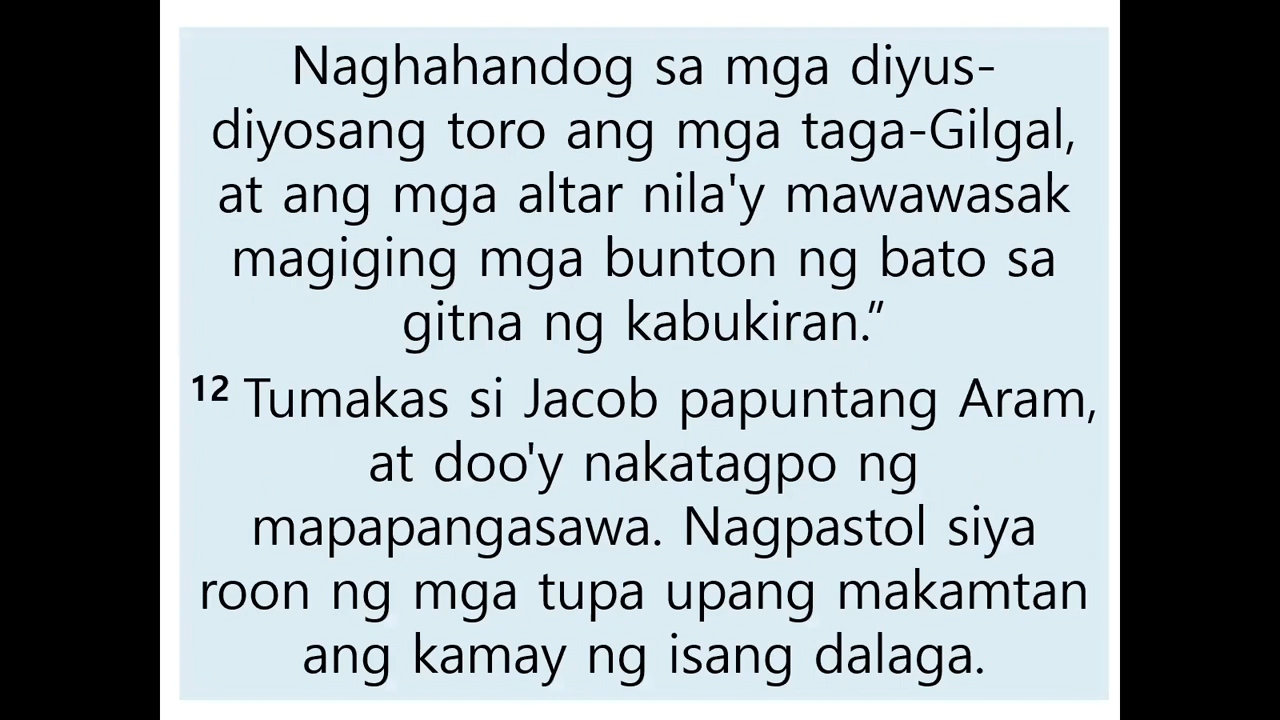 Naghahandog sa mga diyus-
diyosang toro ang mga taga-Gilgal,
at ang mga altar nila'y mawawasak
magiging mga bunton ng bato sa
gitna ng kabukiran.”
12 Tumakas si Jacob papuntang Aram,
at doo'y nakatagpo ng
mapapangasawa. Nagpastol siya
roon ng mga tupa upang makamtan
ang kamay ng isang dalaga.